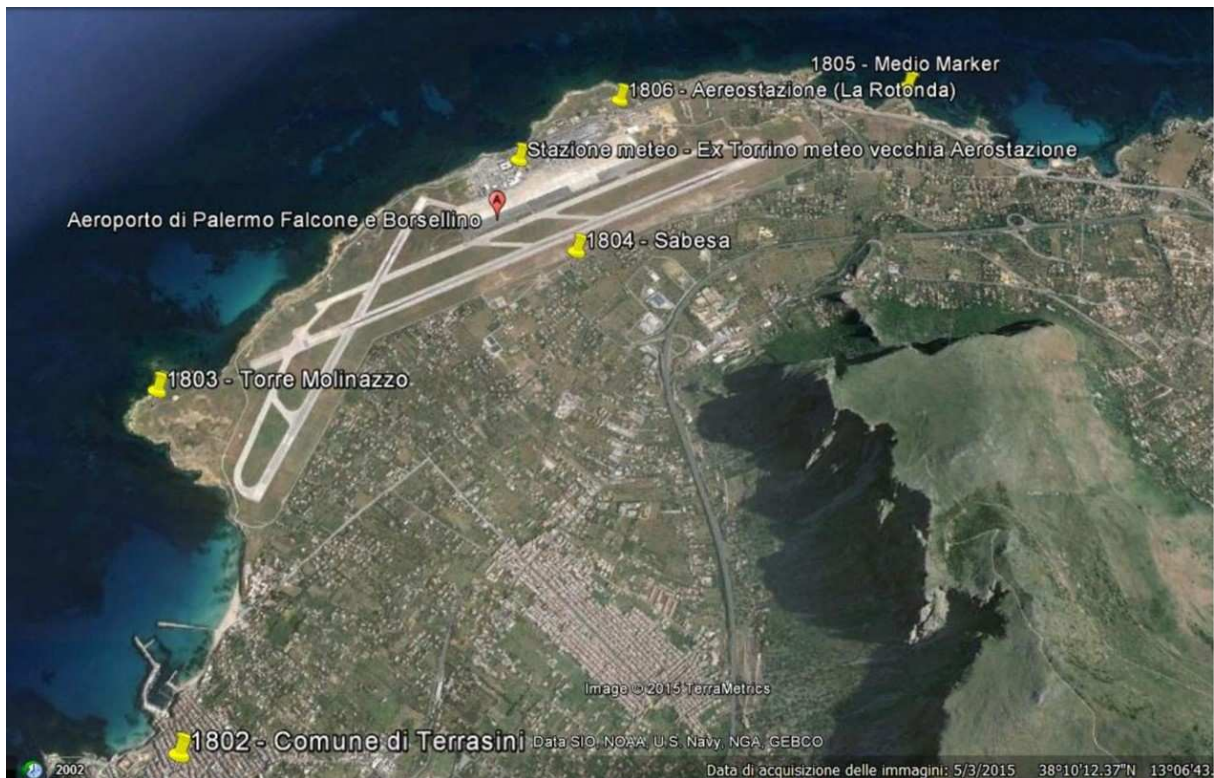 1805 - Medio Marker
1806 - Aereostazione (La Rotonda)
Stazione meteo - Ex Torrino meteo vecchia Aerostazione
Aeroporto di Palermo Falcone e Borsellino
A
1804 - Sabesa
1803 - Torre Molinazzo
Image © 2015 TerraMetrics
1802 - Comune di Terrasini
Data SIO, NOAA, U.S. Navy, NGA, GEBCO
2002
Data di acquisizione delle immagini: 5/3/2015 38°10'12.37"N 13°06'43